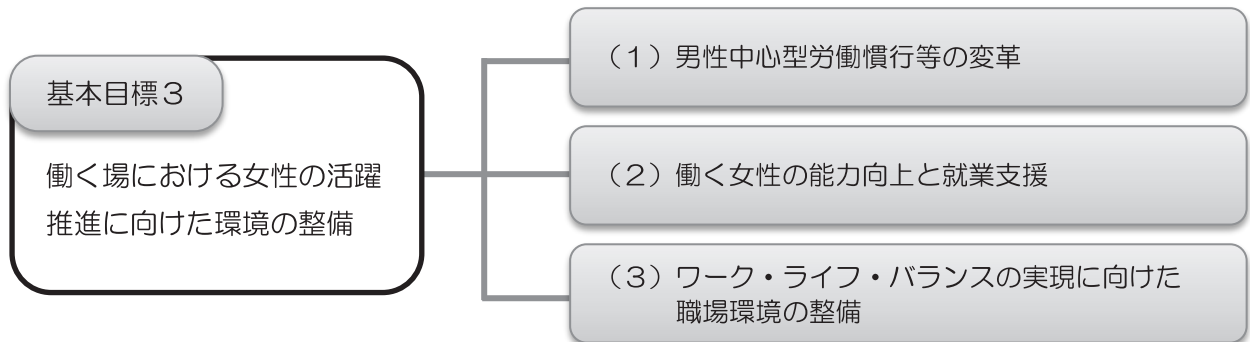 基本目標３
働く場における女性の活躍
推進に向けた環境の整備
（１）男性中心型労働慣行等の変革
（２）働く女性の能力向上と就業支援
（３）ワーク・ライフ・バランスの実現に向けた
職場環境の整備